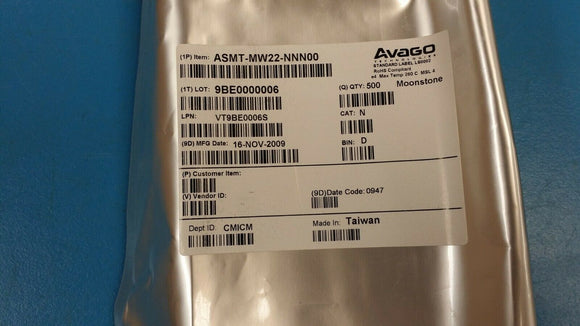 (1P) Item: ASMT-MW22-NNN00
AVAGO
TECHNOLOGIES
STANDARD LABEL LS0002
RoHS Compliant
e4 Max Temp 260 C MSL 4
(1T) LOT: 9BE0000006
(Q) QTY: 500 Moonstone
LPN: VT9BE0006S
CAT: N
(9D) MFG Date: 16-NOV-2009
BIN: D
(P) Customer Item:
(V) Vendor ID:
(9D)Date Code: 0947
Dept ID: CMICM
Made In: Taiwan